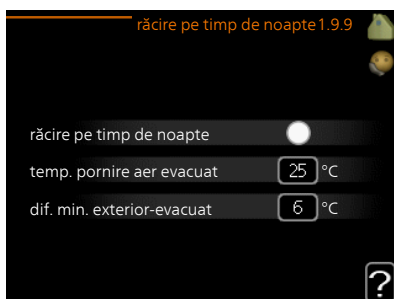 răcire pe timp de noapte 1.9.9
răcire pe timp de noapte
temp. pornire aer evacuat 25 °C
dif. min. exterior-evacuat 6 °C
?